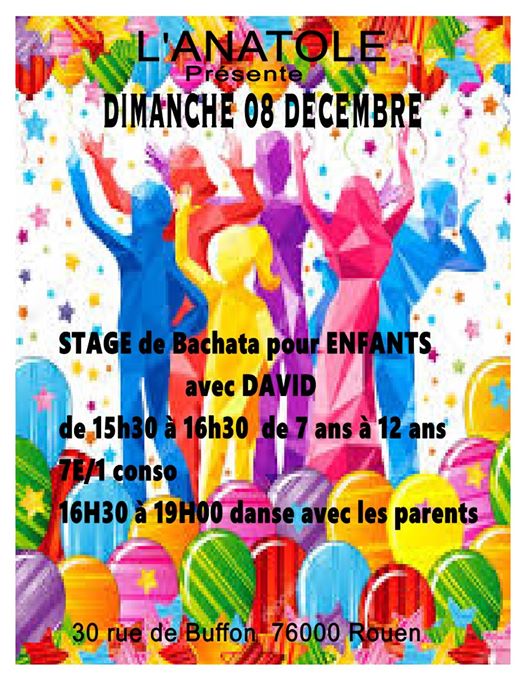 L'ANATOLE
Présente
DIMANCHE 08 DECEMBRE
STAGE de Bachata pour ENFANTS
avec DAVID
de 15h30 à 16h30 de 7 ans à 12 ans
7E/1 conso
16H30 à 19H00 danse avec les parents
30 rue de Buffon 76000 Rouen